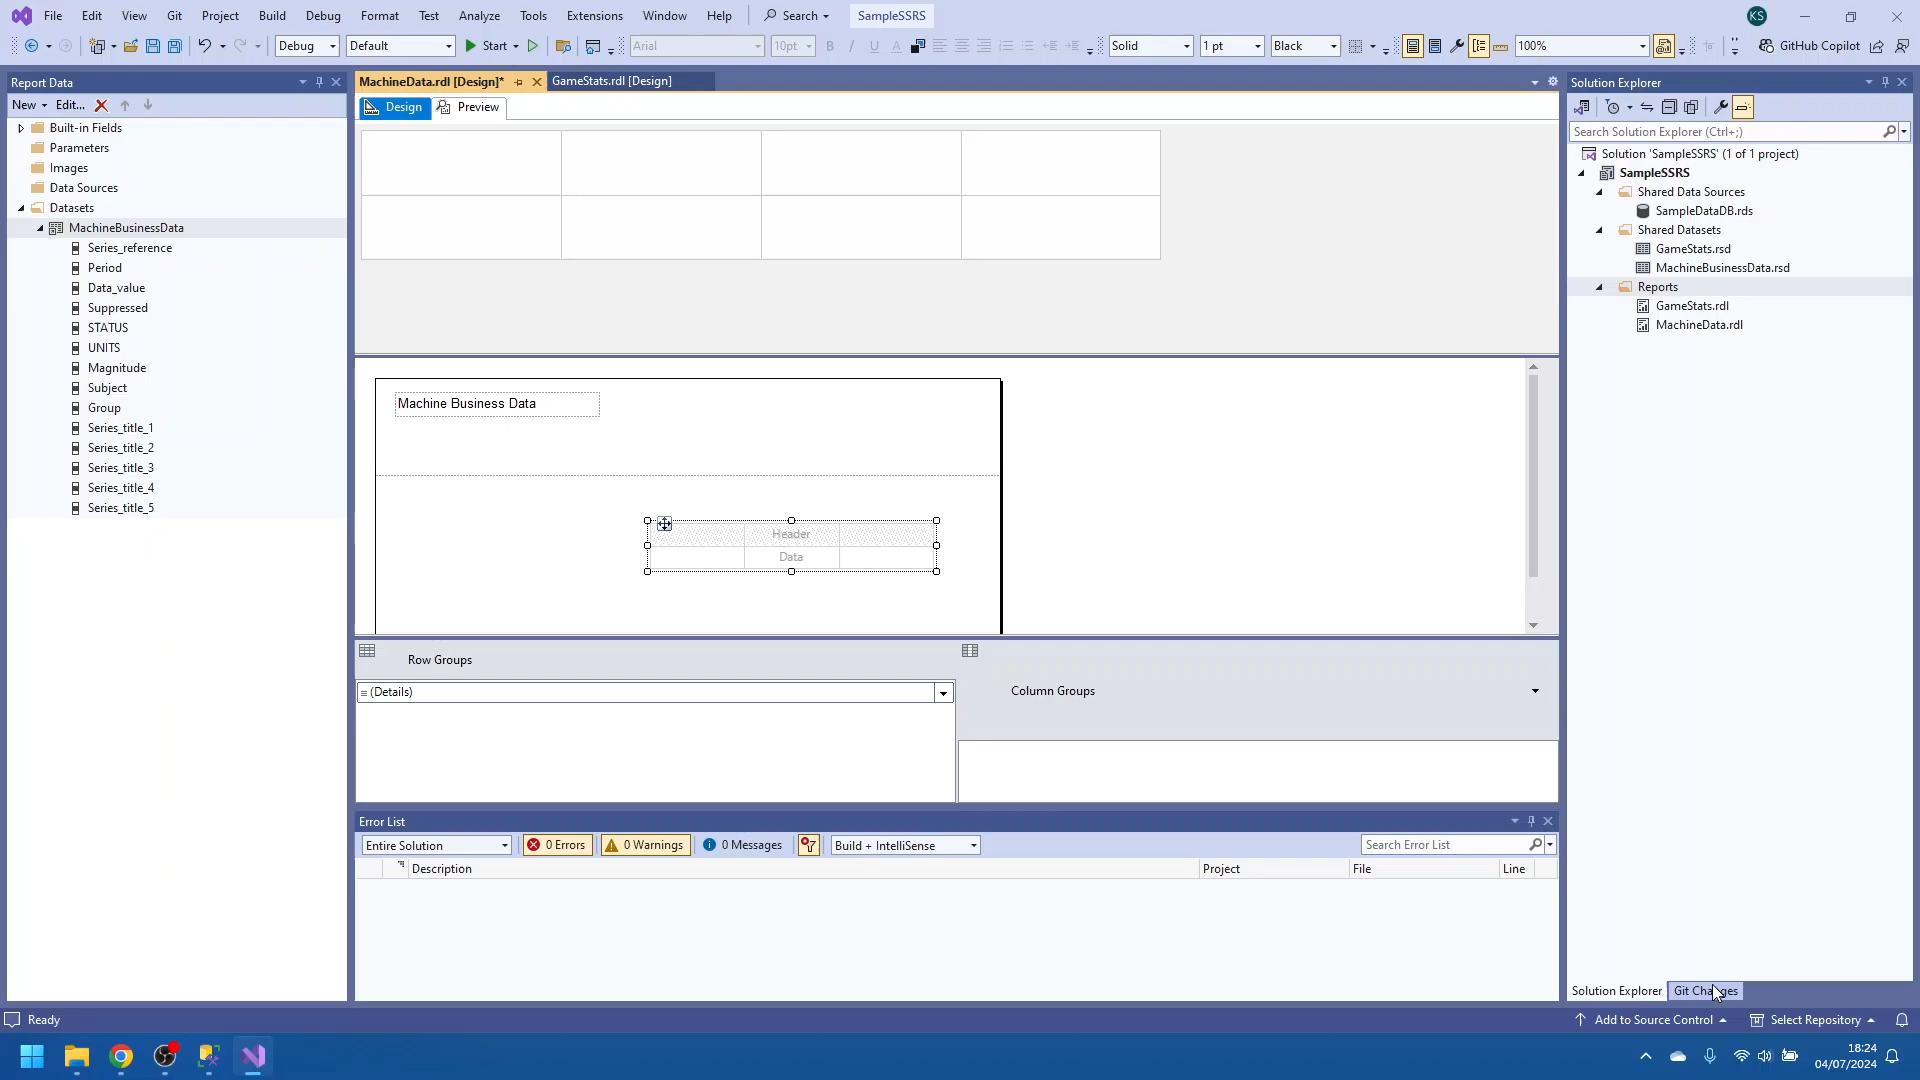 File Edit View Git Project Build Debug Format Test Analyze Tools Extensions Window Help Search SampleSSRS KS
Debug Default Start Arial 10pt B I U A Solid 1 pt Black 100% GitHub Copilot
Report Data
New Edit...
Built-in Fields
Parameters
Images
Data Sources
Datasets
MachineBusinessData
Series_reference
Period
Data_value
Suppressed
STATUS
UNITS
Magnitude
Subject
Group
Series_title_1
Series_title_2
Series_title_3
Series_title_4
Series_title_5
MachineData.rdl [Design]* GameStats.rdl [Design]
Design Preview
Machine Business Data
Header
Data
Row Groups
(Details)
Column Groups
Error List
Entire Solution 0 Errors 0 Warnings 0 Messages Build + IntelliSense Search Error List
Description Project File Line
Solution Explorer
Search Solution Explorer (Ctrl+;)
Solution 'SampleSSRS' (1 of 1 project)
SampleSSRS
Shared Data Sources
SampleDataDB.rds
Shared Datasets
GameStats.rsd
MachineBusinessData.rsd
Reports
GameStats.rdl
MachineData.rdl
Solution Explorer Git Changes
Ready Add to Source Control Select Repository
18:24
04/07/2024